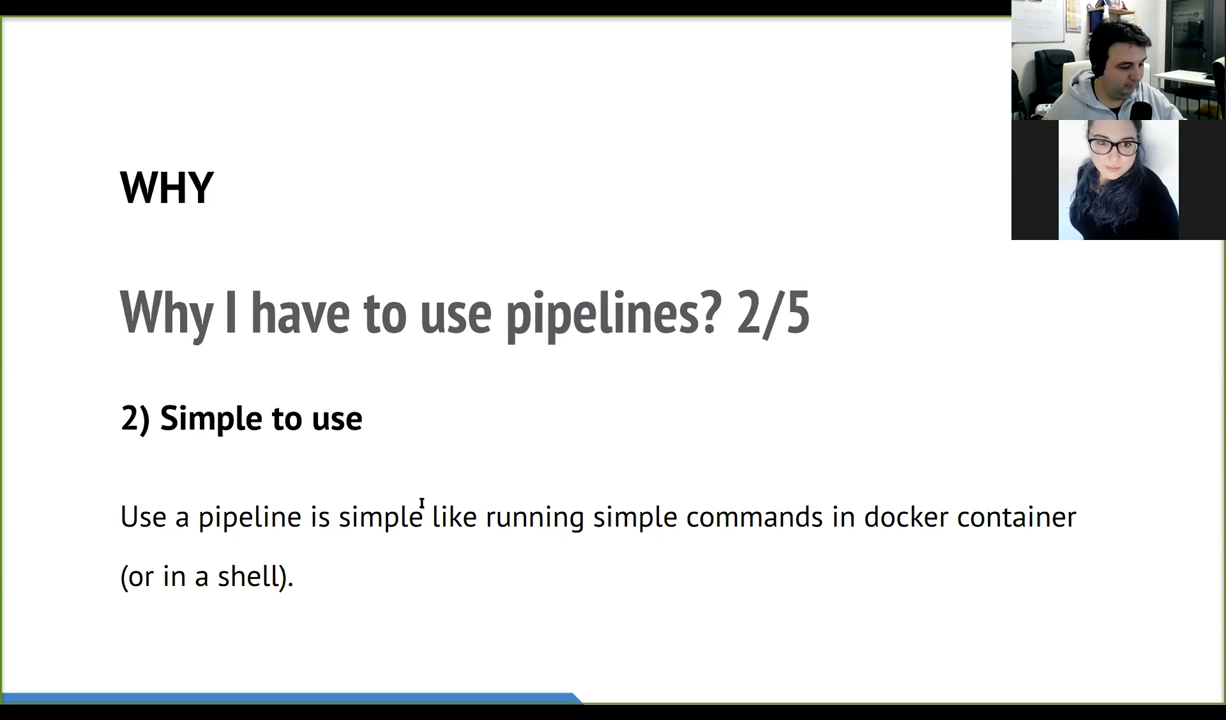 WHY
Why I have to use pipelines? 2/5
2) Simple to use
Use a pipeline is simple like running simple commands in docker container
(or in a shell).